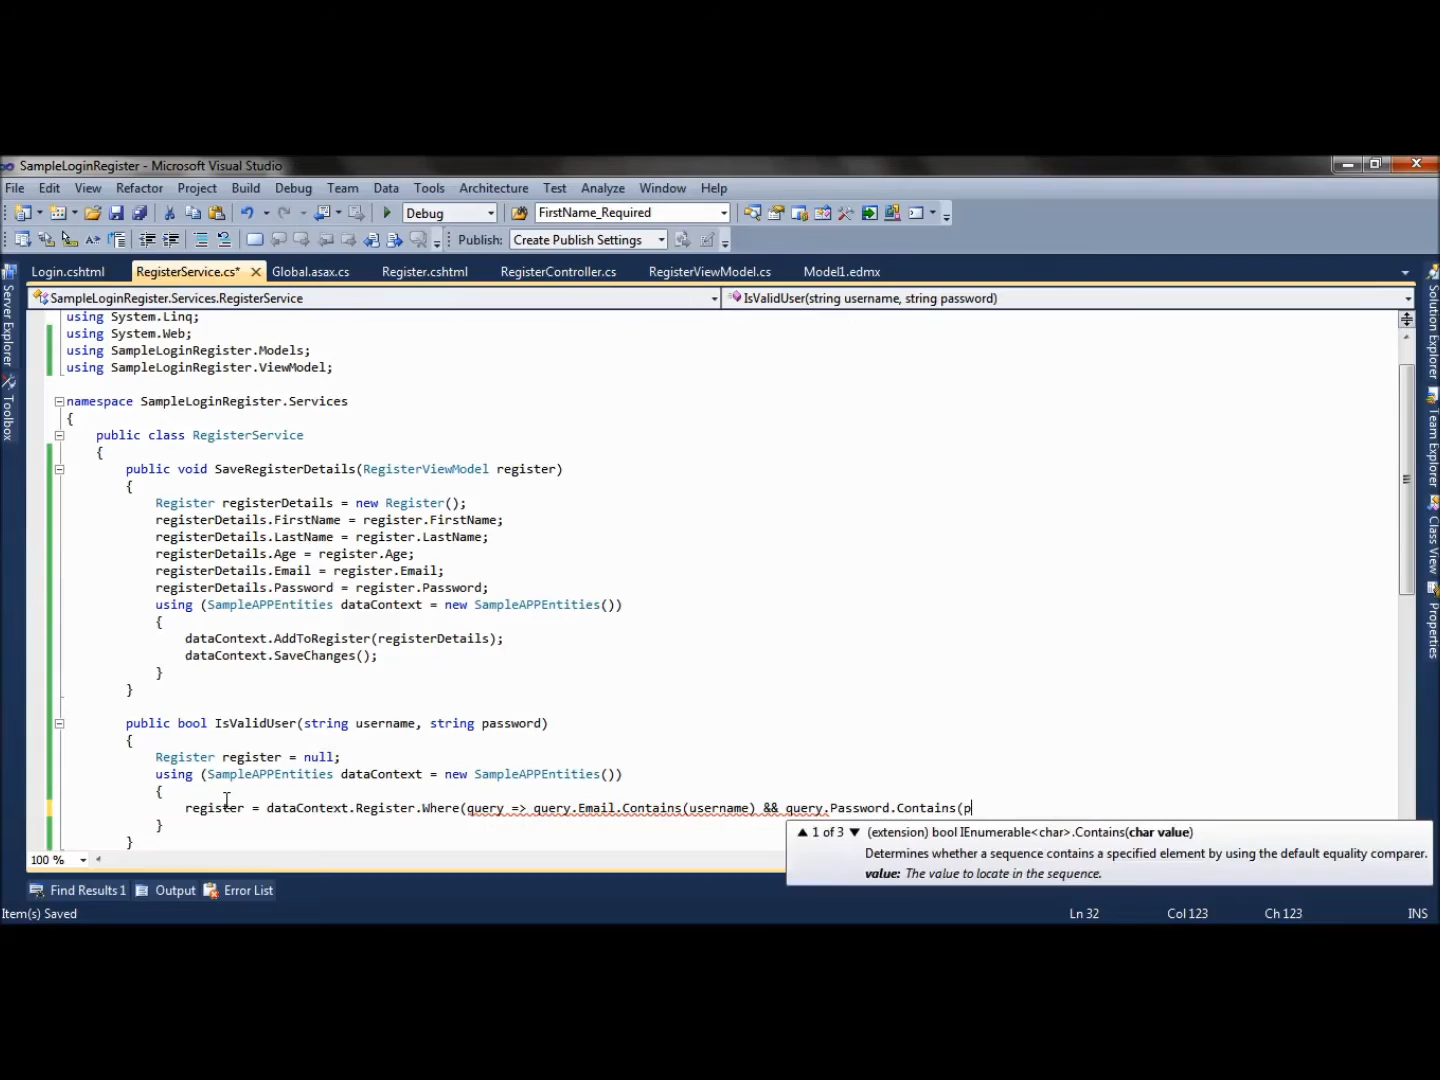 SampleLoginRegister - Microsoft Visual Studio
File Edit View Refactor Project Build Debug Team Data Tools Architecture Test Analyze Window Help
Debug FirstName_Required
Publish: Create Publish Settings
Login.cshtml RegisterService.cs* Global.asax.cs Register.cshtml RegisterController.cs RegisterViewModel.cs Model1.edmx
SampleLoginRegister.Services.RegisterService IsValidUser(string username, string password)
using System.Linq;
using System.Web;
using SampleLoginRegister.Models;
using SampleLoginRegister.ViewModel;
namespace SampleLoginRegister.Services
{
public class RegisterService
{
public void SaveRegisterDetails(RegisterViewModel register)
{
Register registerDetails = new Register();
registerDetails.FirstName = register.FirstName;
registerDetails.LastName = register.LastName;
registerDetails.Age = register.Age;
registerDetails.Email = register.Email;
registerDetails.Password = register.Password;
using (SampleAPPEntities dataContext = new SampleAPPEntities())
{
dataContext.AddToRegister(registerDetails);
dataContext.SaveChanges();
}
}
public bool IsValidUser(string username, string password)
{
Register register = null;
using (SampleAPPEntities dataContext = new SampleAPPEntities())
{
register = dataContext.Register.Where(query => query.Email.Contains(username) && query.Password.Contains(p
}
}
▲ 1 of 3 ▼ (extension) bool IEnumerable<char>.Contains(char value)
Determines whether a sequence contains a specified element by using the default equality comparer.
value: The value to locate in the sequence.
100 %
Find Results 1 Output Error List
Item(s) Saved Ln 32 Col 123 Ch 123 INS
Server Explorer
Toolbox
Solution Explorer
Team Explorer
Class View
Properties